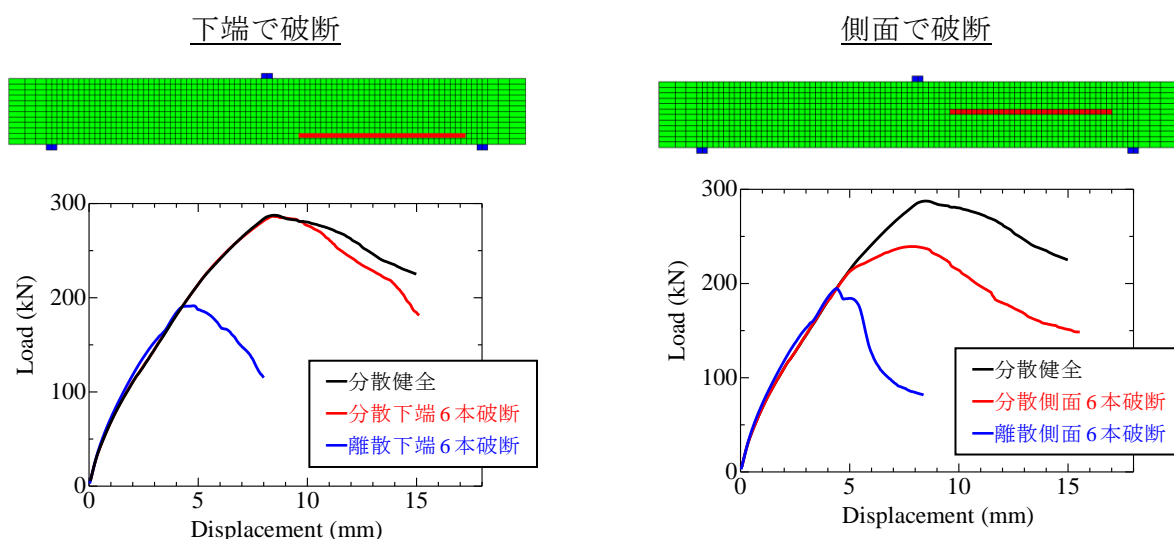 下端で破断
側面で破断
300
200
100
0
Load (kN)
0
5
10
15
Displacement (mm)
分散健全
分散下端6本破断
離散下端6本破断
300
200
100
0
Load (kN)
0
5
10
15
Displacement (mm)
分散健全
分散側面6本破断
離散側面6本破断